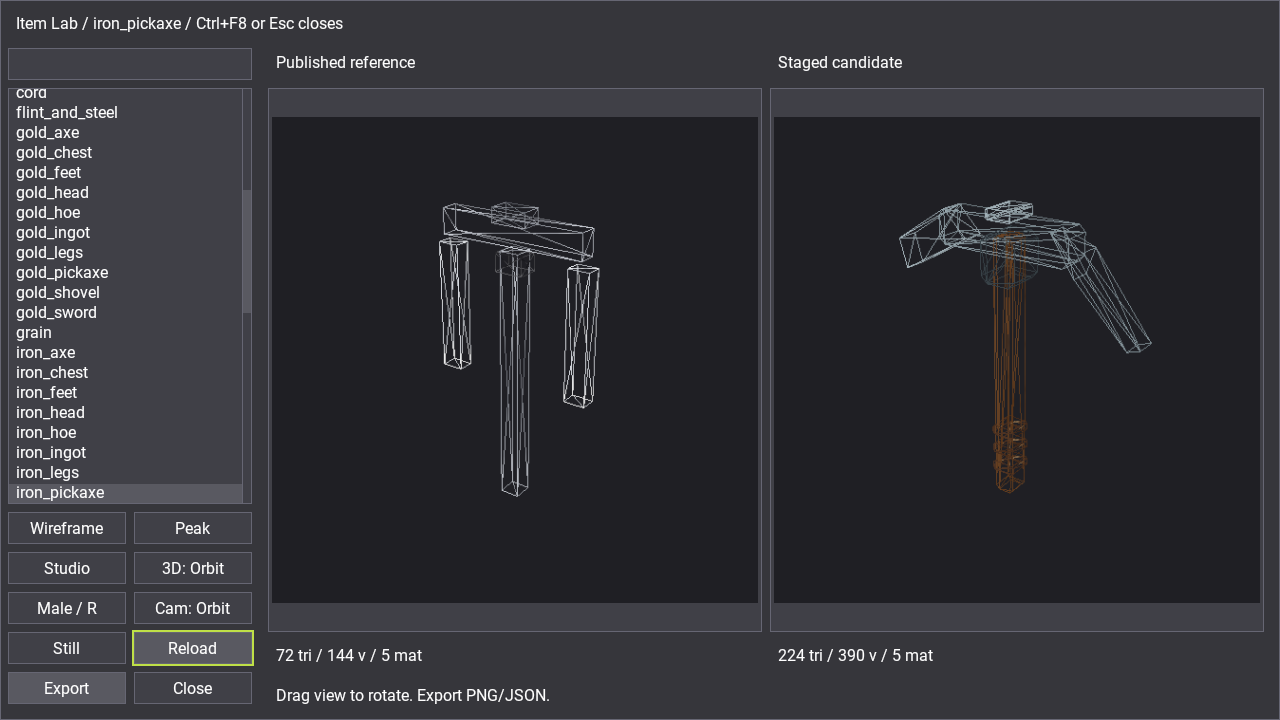 Item Lab / iron_pickaxe / Ctrl+F8 or Esc closes
Published reference
Staged candidate
cord
flint_and_steel
gold_axe
gold_chest
gold_feet
gold_head
gold_hoe
gold_ingot
gold_legs
gold_pickaxe
gold_shovel
gold_sword
grain
iron_axe
iron_chest
iron_feet
iron_head
iron_hoe
iron_ingot
iron_legs
iron_pickaxe
Wireframe
Peak
Studio
3D: Orbit
Male / R
Cam: Orbit
Still
Reload
Export
Close
72 tri / 144 v / 5 mat
224 tri / 390 v / 5 mat
Drag view to rotate. Export PNG/JSON.